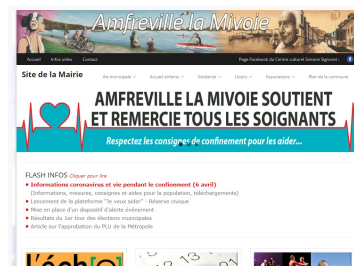 Amfreville la Mivoie
Accueil Infos utiles Contact Page Facebook du Centre culturel Simone Signoret :
Site de la Mairie Vie municipale Accueil enfants Solidarité Loisirs Associations Plan de la commune
AMFREVILLE LA MIVOIE SOUTIENT
ET REMERCIE TOUS LES SOIGNANTS
Respectez les consignes de confinement pour les aider...
FLASH INFOS Cliquer pour lire
Informations coronavirus et vie pendant le confinement (6 avril)
(Informations, mesures, consignes et aides pour la population, téléchargements)
Lancement de la plateforme "Je veux aider" - Réserve civique
Mise en place d'un dispositif d'alerte événement
Résultats du 1er tour des élections municipales
Article sur l'approbation du PLU de la Métropole
L'éch@
12 13